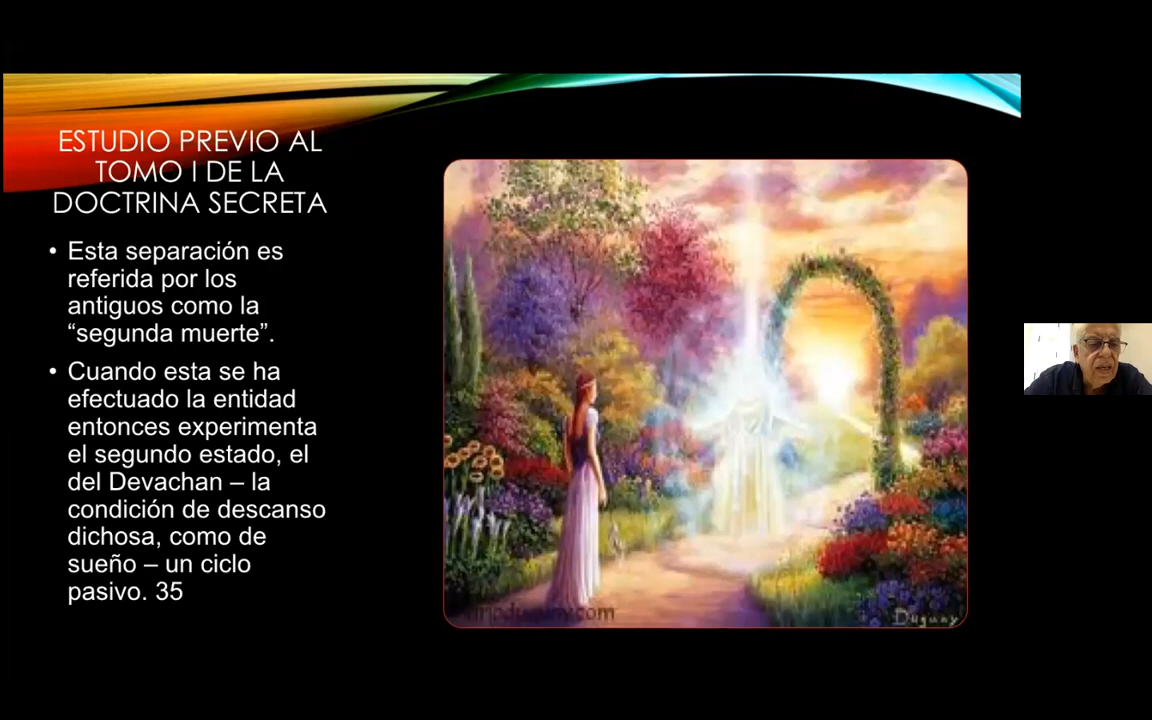 ESTUDIO PREVIO AL
TOMO I DE LA
DOCTRINA SECRETA
• Esta separación es
referida por los
antiguos como la
“segunda muerte”.
• Cuando esta se ha
efectuado la entidad
entonces experimenta
el segundo estado, el
del Devachan – la
condición de descanso
dichosa, como de
sueño – un ciclo
pasivo. 35
Duguay